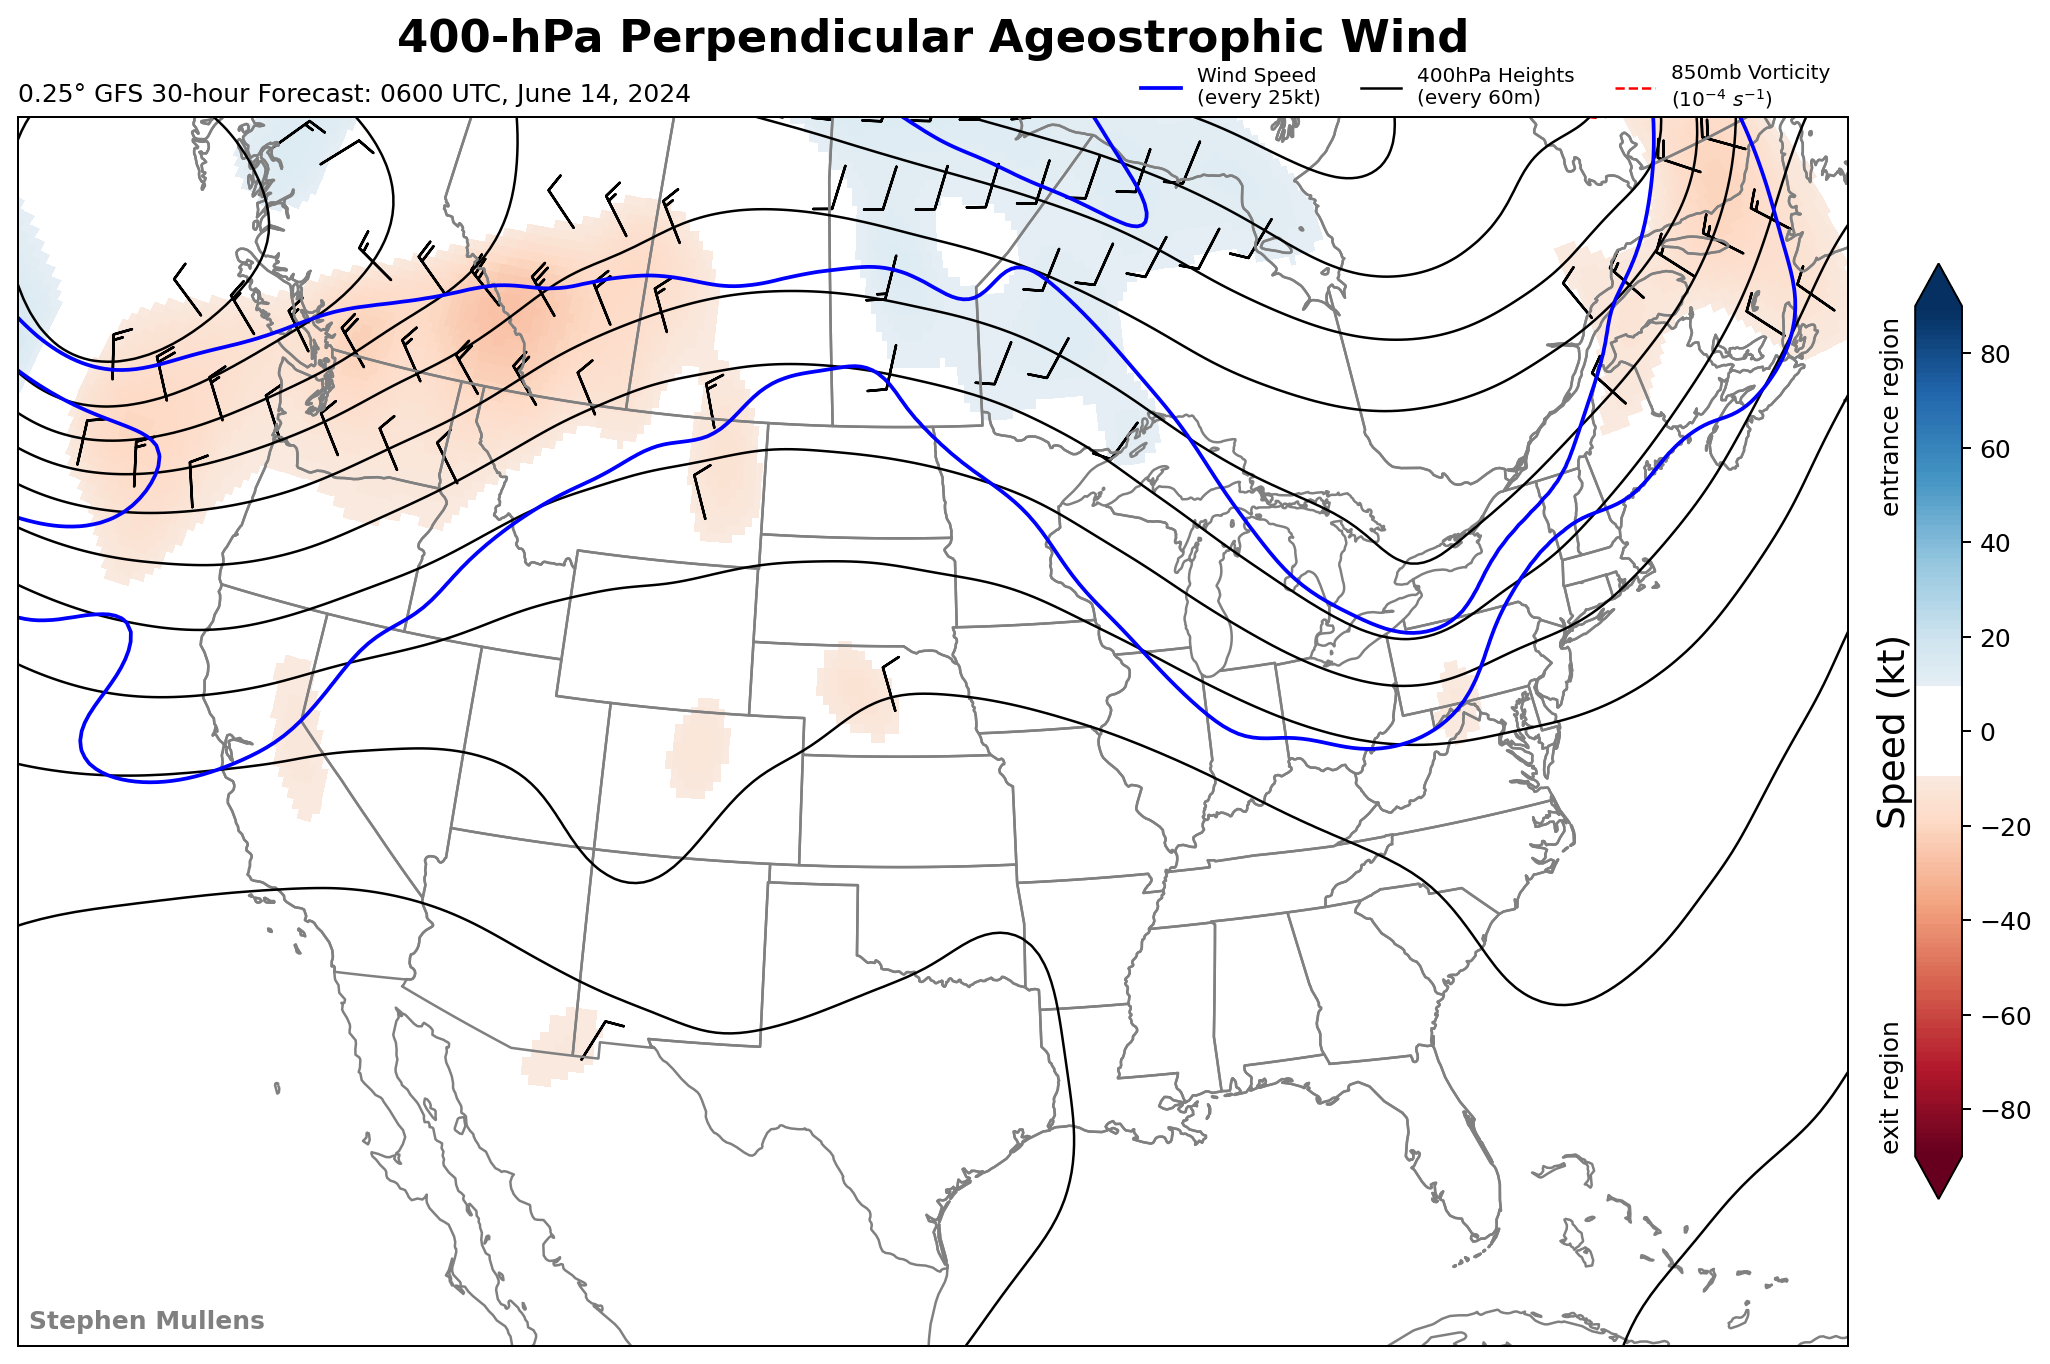 400-hPa Perpendicular Ageostrophic Wind
0.25° GFS 30-hour Forecast: 0600 UTC, June 14, 2024
Wind Speed
(every 25kt)
400hPa Heights
(every 60m)
850mb Vorticity
(10⁻⁴ s⁻¹)
entrance region
Speed (kt)
exit region
80
60
40
20
0
−20
−40
−60
−80
Stephen Mullens